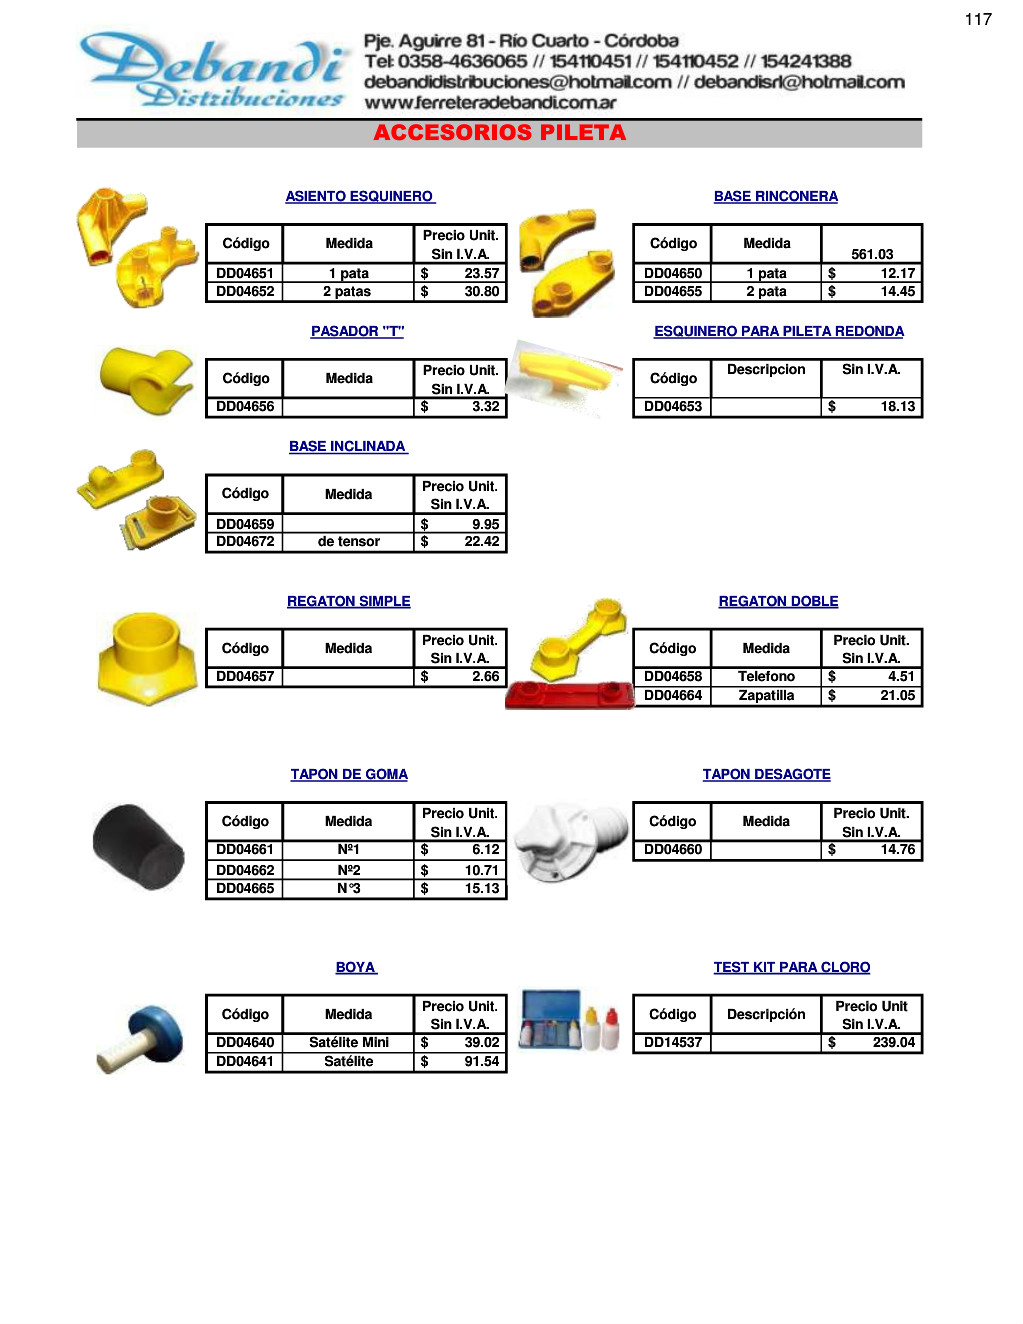 117
Debandi
Distribuciones
Pje. Aguirre 81 - Río Cuarto - Córdoba
Tel: 0358-4636065 // 154110451 // 154110452 // 154241388
debandidistribuciones@hotmail.com // debandisrl@hotmail.com
www.ferreteradebandi.com.ar
ACCESORIOS PILETA
ASIENTO ESQUINERO
Código Medida Precio Unit. Sin I.V.A.
DD04651 1 pata $ 23.57
DD04652 2 patas $ 30.80
BASE RINCONERA
Código Medida 561.03
DD04650 1 pata $ 12.17
DD04655 2 pata $ 14.45
PASADOR "T"
Código Medida Precio Unit. Sin I.V.A.
DD04656 $ 3.32
ESQUINERO PARA PILETA REDONDA
Código Descripcion Sin I.V.A.
DD04653 $ 18.13
BASE INCLINADA
Código Medida Precio Unit. Sin I.V.A.
DD04659 $ 9.95
DD04672 de tensor $ 22.42
REGATON SIMPLE
Código Medida Precio Unit. Sin I.V.A.
DD04657 $ 2.66
REGATON DOBLE
Código Medida Precio Unit. Sin I.V.A.
DD04658 Telefono $ 4.51
DD04664 Zapatilla $ 21.05
TAPON DE GOMA
Código Medida Precio Unit. Sin I.V.A.
DD04661 Nº1 $ 6.12
DD04662 Nº2 $ 10.71
DD04665 N°3 $ 15.13
TAPON DESAGOTE
Código Medida Precio Unit. Sin I.V.A.
DD04660 $ 14.76
BOYA
Código Medida Precio Unit. Sin I.V.A.
DD04640 Satélite Mini $ 39.02
DD04641 Satélite $ 91.54
TEST KIT PARA CLORO
Código Descripción Precio Unit Sin I.V.A.
DD14537 $ 239.04